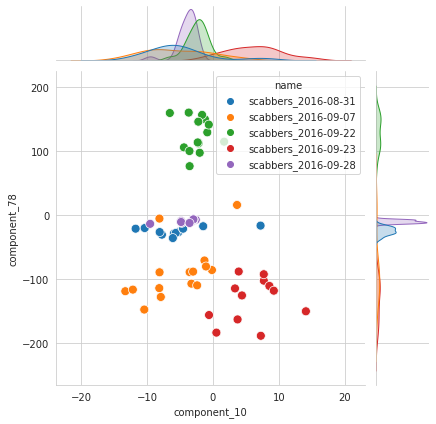 name
scabbers_2016-08-31
scabbers_2016-09-07
scabbers_2016-09-22
scabbers_2016-09-23
scabbers_2016-09-28
200
100
0
−100
−200
component_78
−20
−10
0
10
20
component_10